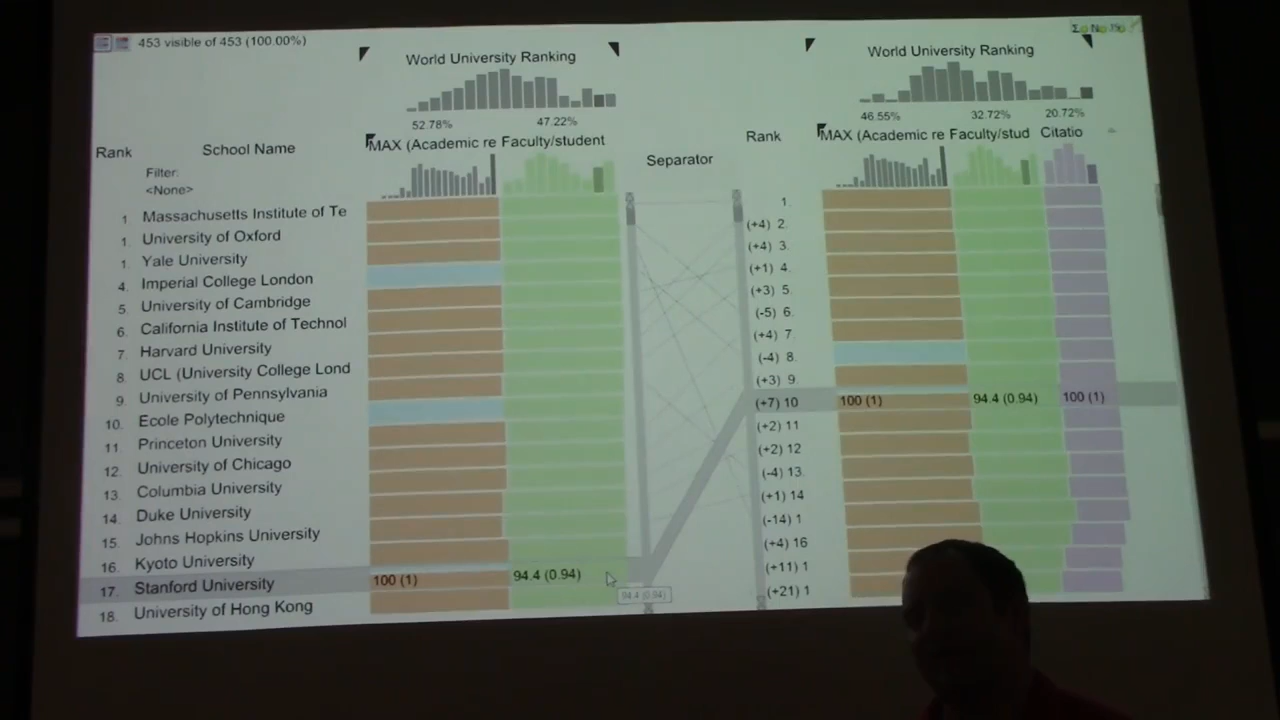 453 visible of 453 (100.00%)
World University Ranking
World University Ranking
52.78%
47.22%
46.55%
32.72%
20.72%
Rank
School Name
MAX (Academic re
Faculty/student
Separator
Rank
MAX (Academic re
Faculty/stud
Citatio
Filter:
<None>
1. Massachusetts Institute of Te
1.
1. University of Oxford
(+4) 2.
1. Yale University
(+4) 3.
4. Imperial College London
(+1) 4.
5. University of Cambridge
(+3) 5.
6. California Institute of Technol
(-5) 6.
7. Harvard University
(+4) 7.
8. UCL (University College Lond
(-4) 8.
9. University of Pennsylvania
(+3) 9.
10. Ecole Polytechnique
(+7) 10
100 (1)
94.4 (0.94)
100 (1)
11. Princeton University
(+2) 11
12. University of Chicago
(+2) 12
13. Columbia University
(-4) 13.
14. Duke University
(+1) 14
15. Johns Hopkins University
(-14) 1
16. Kyoto University
(+4) 16
17. Stanford University
100 (1)
94.4 (0.94)
(+11) 1
94.4 (0.94)
18. University of Hong Kong
(+21) 1